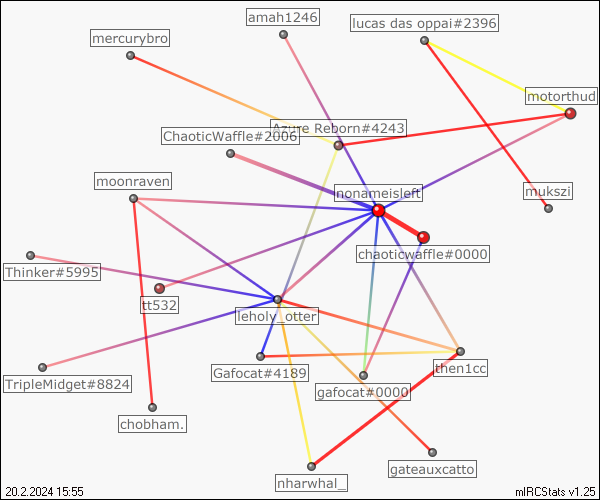 amah1246
lucas das oppai#2396
mercurybro
motorthud
Azure Reborn#4243
ChaoticWaffle#2006
moonraven
nonameisleft
mukszi
chaoticwaffle#0000
Thinker#5995
tt532
leholy_otter
Gafocat#4189
then1cc
TripleMidget#8824
gafocat#0000
chobham.
gateauxcatto
nharwhal_
20.2.2024 15:55
mIRCStats v1.25